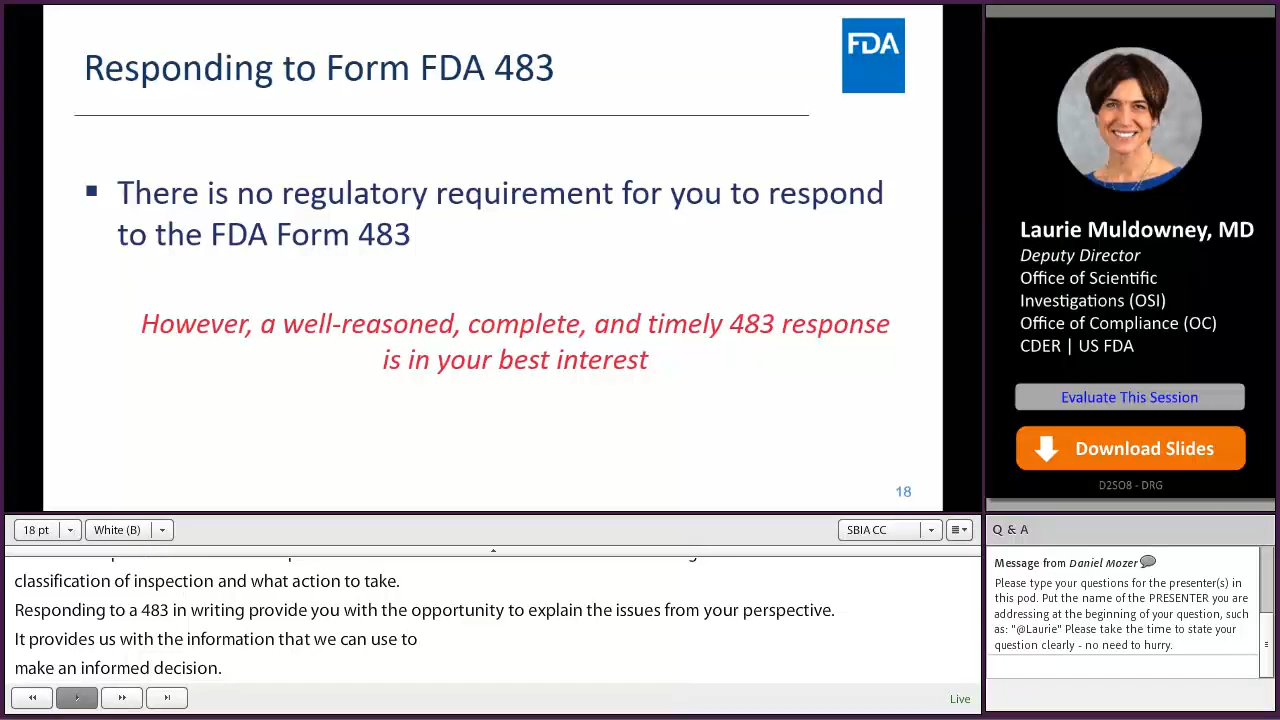 Responding to Form FDA 483
FDA
▪ There is no regulatory requirement for you to respond
to the FDA Form 483
However, a well-reasoned, complete, and timely 483 response
is in your best interest
18
Laurie Muldowney, MD
Deputy Director
Office of Scientific
Investigations (OSI)
Office of Compliance (OC)
CDER | US FDA
Evaluate This Session
Download Slides
D2SO8 - DRG
18 pt
White (B)
SBIA CC
classification of inspection and what action to take.
Responding to a 483 in writing provide you with the opportunity to explain the issues from your perspective.
It provides us with the information that we can use to
make an informed decision.
Live
Q & A
Message from Daniel Mozer
Please type your questions for the presenter(s) in
this pod. Put the name of the PRESENTER you are
addressing at the beginning of your question, such
as: "@Laurie" Please take the time to state your
question clearly - no need to hurry.